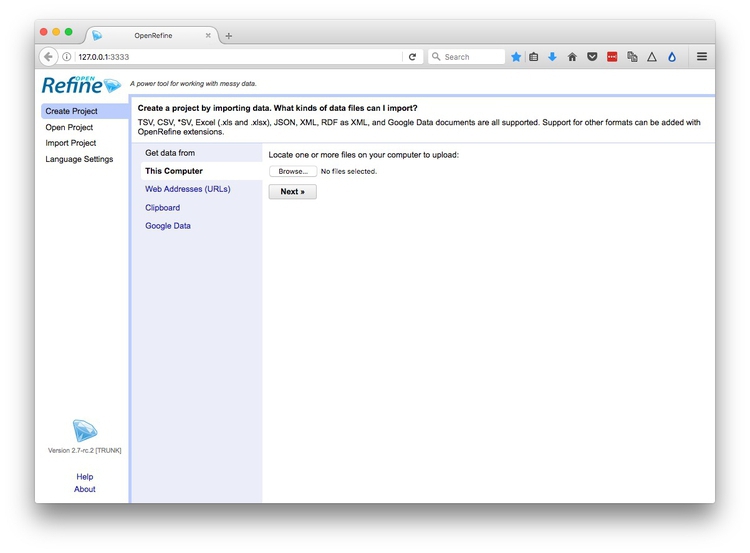 OpenRefine
127.0.0.1:3333
Search
OPEN
Refine
A power tool for working with messy data.
Create Project
Open Project
Import Project
Language Settings
Create a project by importing data. What kinds of data files can I import?
TSV, CSV, *SV, Excel (.xls and .xlsx), JSON, XML, RDF as XML, and Google Data documents are all supported. Support for other formats can be added with
OpenRefine extensions.
Get data from
This Computer
Web Addresses (URLs)
Clipboard
Google Data
Locate one or more files on your computer to upload:
Browse... No files selected.
Next »
Version 2.7-rc.2 [TRUNK]
Help
About